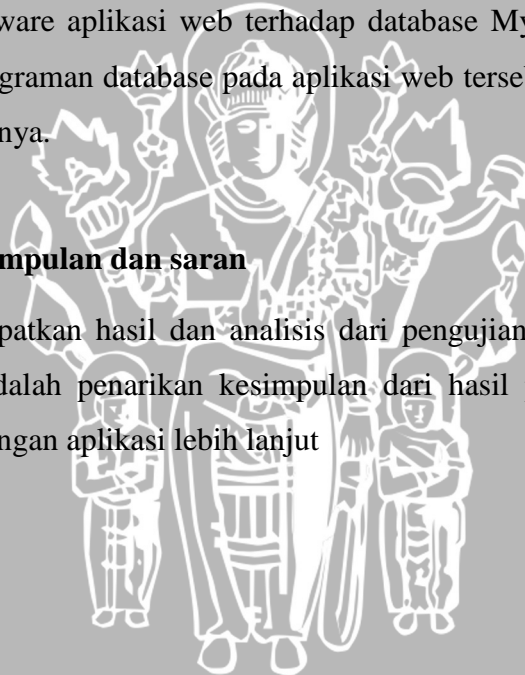 ware aplikasi web terhadap database My
graman database pada aplikasi web terse
nya.
mpulan dan saran
patkan hasil dan analisis dari pengujian
dalah penarikan kesimpulan dari hasil
ngan aplikasi lebih lanjut